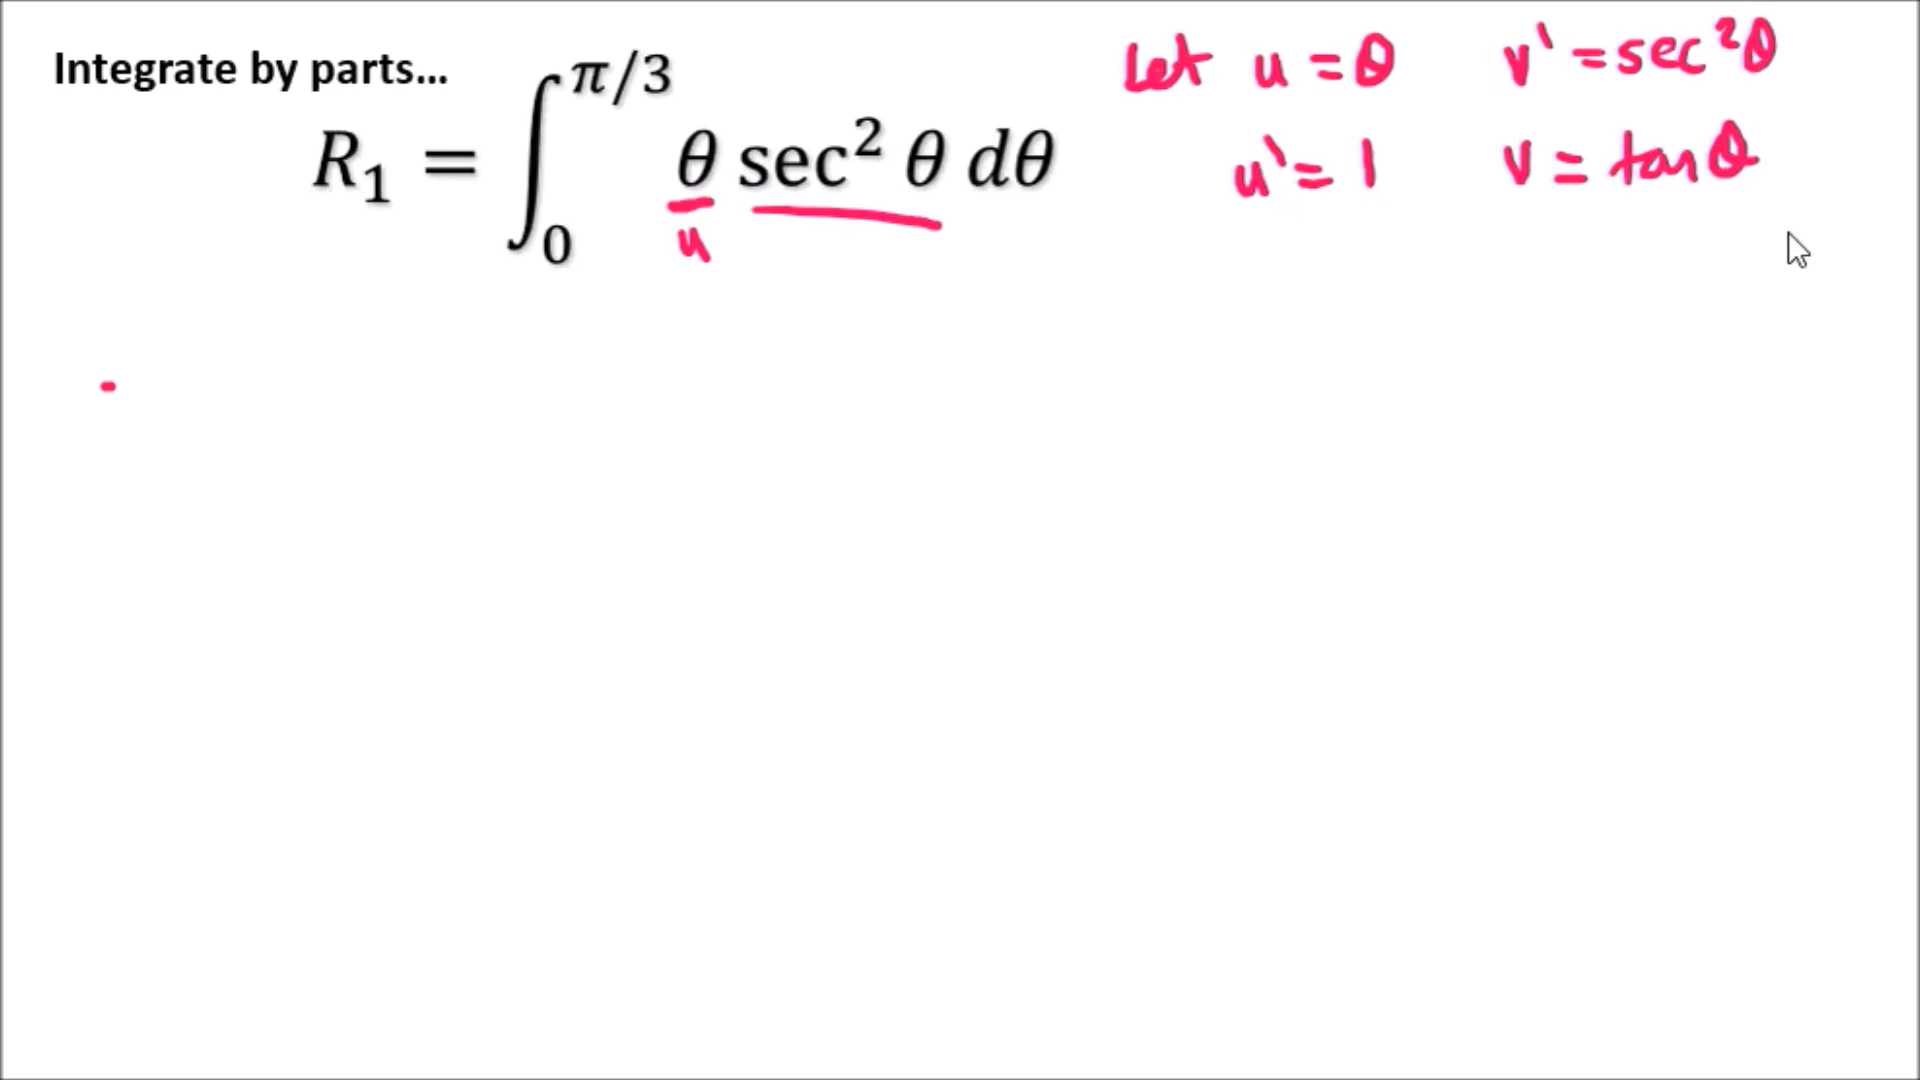 Integrate by parts...
R₁ = ∫₀^π/3 θ sec² θ dθ
u
Let u = θ v' = sec²θ
u' = 1 v = tanθ